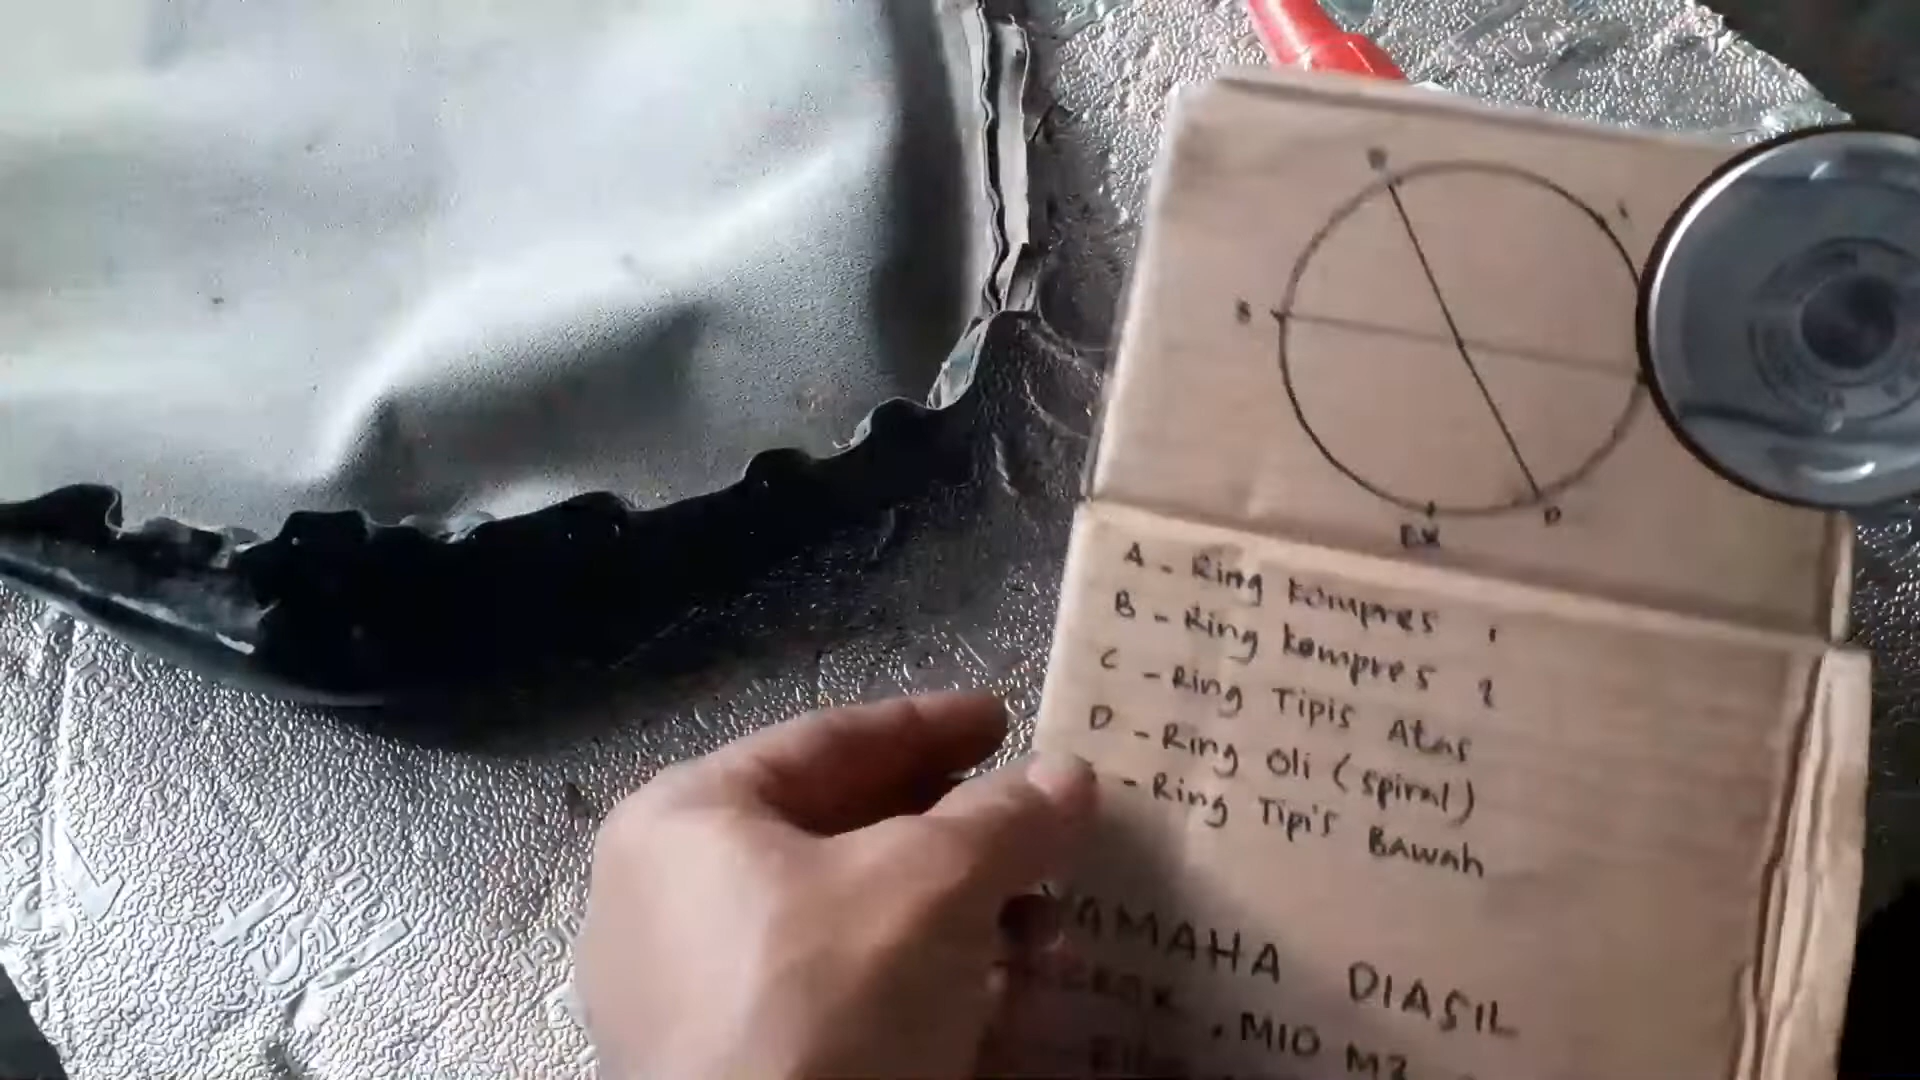 B
EX
D
A - Ring kompres 1
B - Ring kompres 2
C - Ring Tipis Atas
D - Ring Oli (spiral)
- Ring Tipis Bawah
YAMAHA DIASIL
. MIO M3